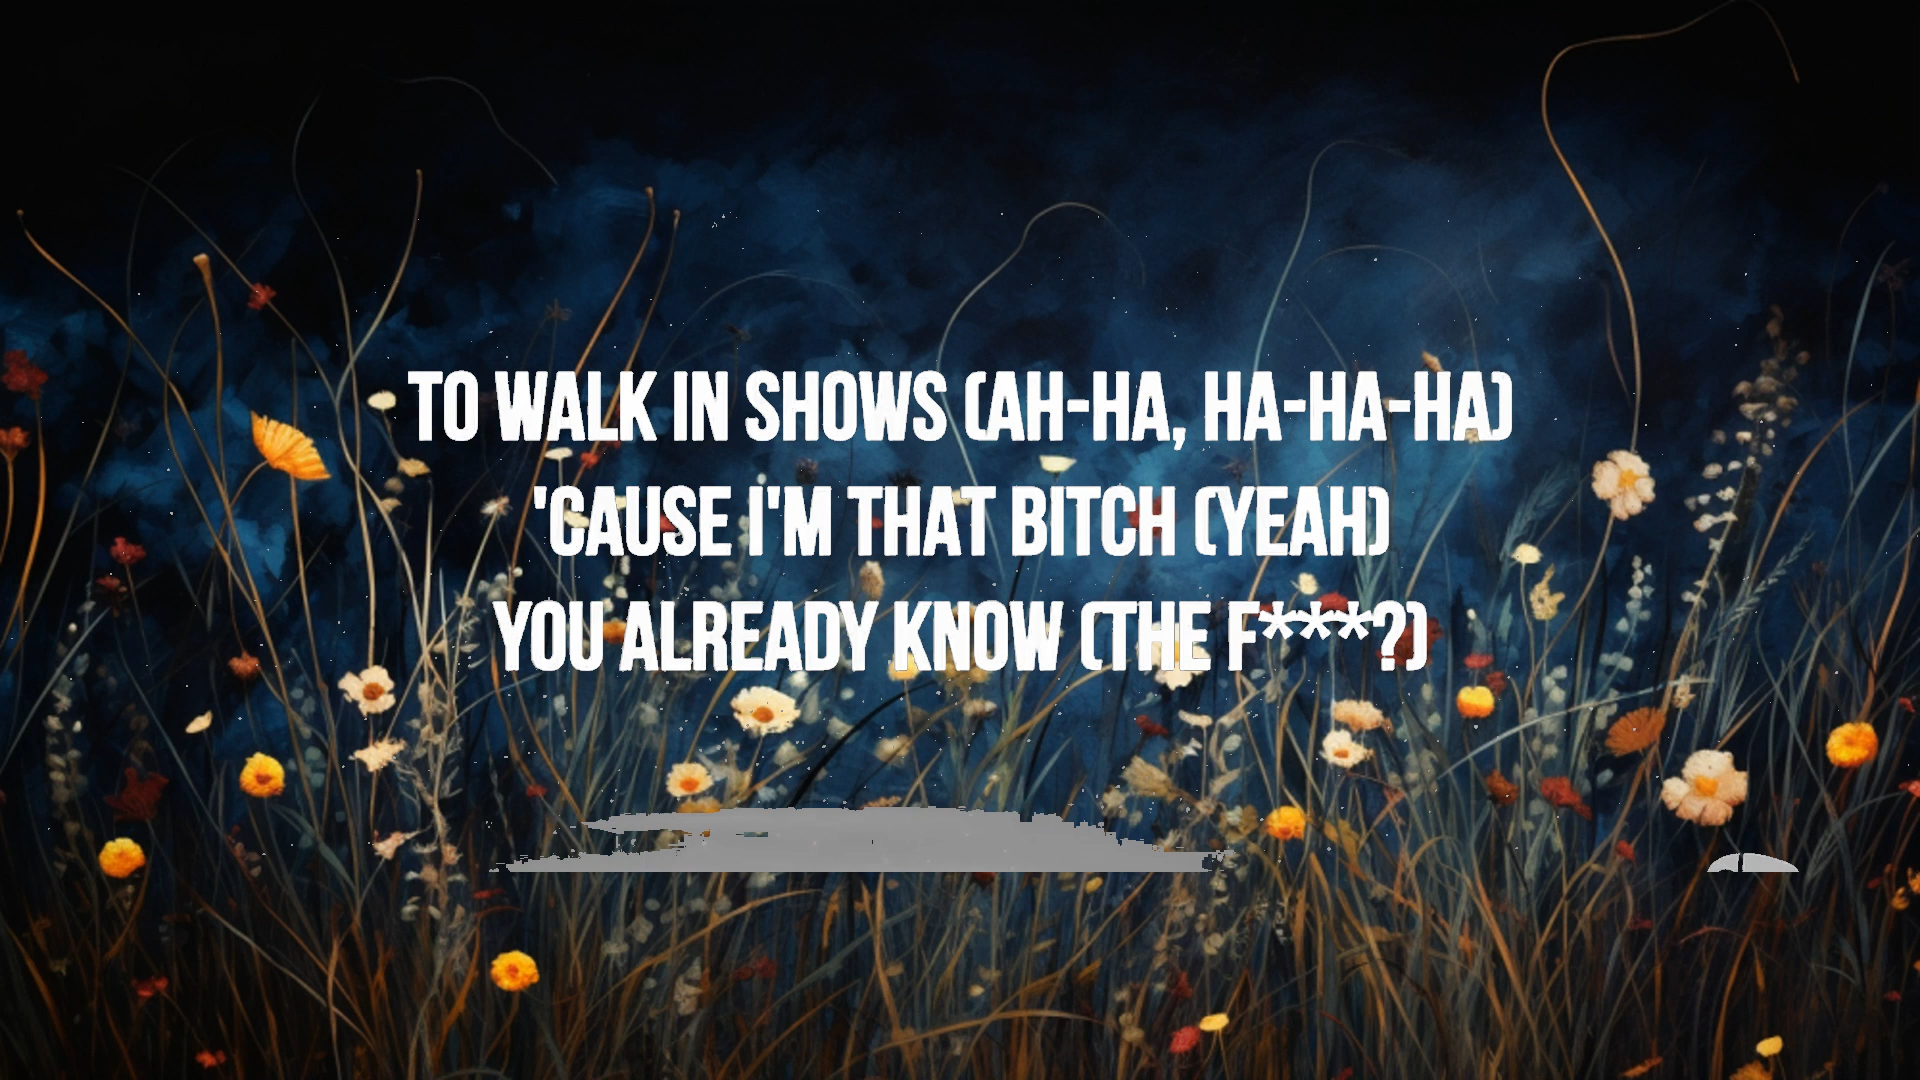 TO WALK IN SHOWS (AH-HA, HA-HA-HA)
'CAUSE I'M THAT BITCH (YEAH)
YOU ALREADY KNOW (THE F***?)